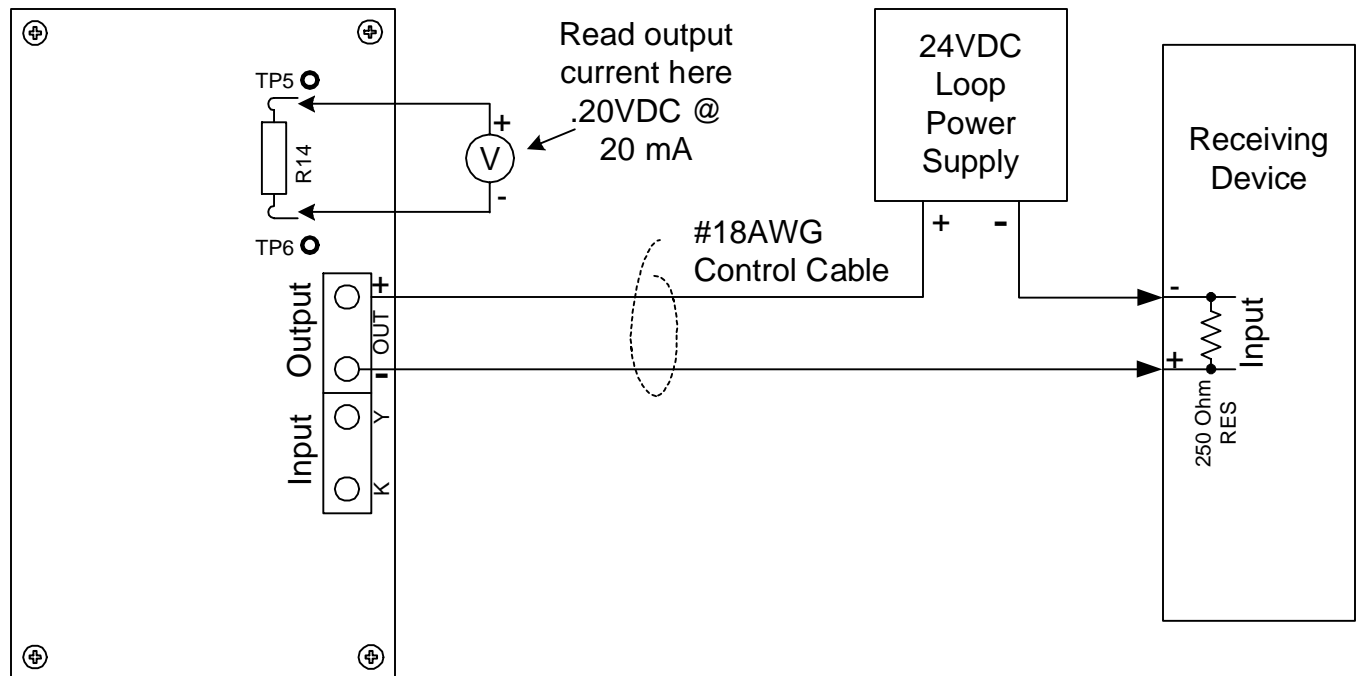 TP5
R14
TP6
+
V
-
Read output
current here
.20VDC @
20 mA
24VDC
Loop
Power
Supply
+ -
#18AWG
Control Cable
Receiving
Device
-
+
Input
250 Ohm
RES
Output
+
OUT
-
Input
Y
K